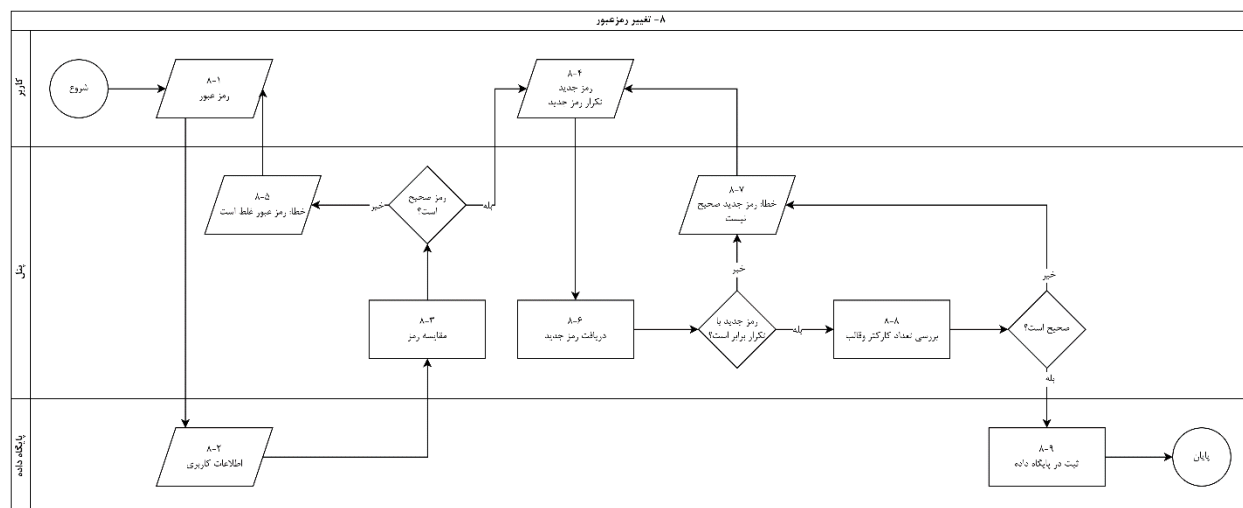 ۸- تغییر رمزعبور
کاربر
شروع
۸-۱
رمز عبور
۸-۴
رمز جدید
تکرار رمز جدید
پنل
۸-۵
خطا: رمز عبور غلط است
خیر
رمز صحیح
است؟
بله
۸-۷
خطا: رمز جدید صحیح
نیست
خیر
خیر
۸-۳
مقایسه رمز
۸-۶
دریافت رمز جدید
رمز جدید با
تکرار برابر است؟
بله
۸-۸
بررسی تعداد کارکتر وقالب
صحیح است؟
بله
پایگاه داده
۸-۲
اطلاعات کاربری
۸-۹
ثبت در پایگاه داده
پایان